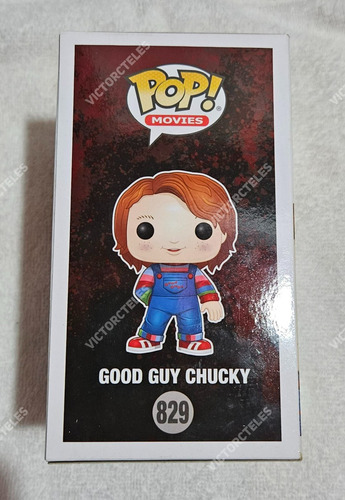 POP!
MOVIES
GOOD GUY CHUCKY
829
VICTORCTELES